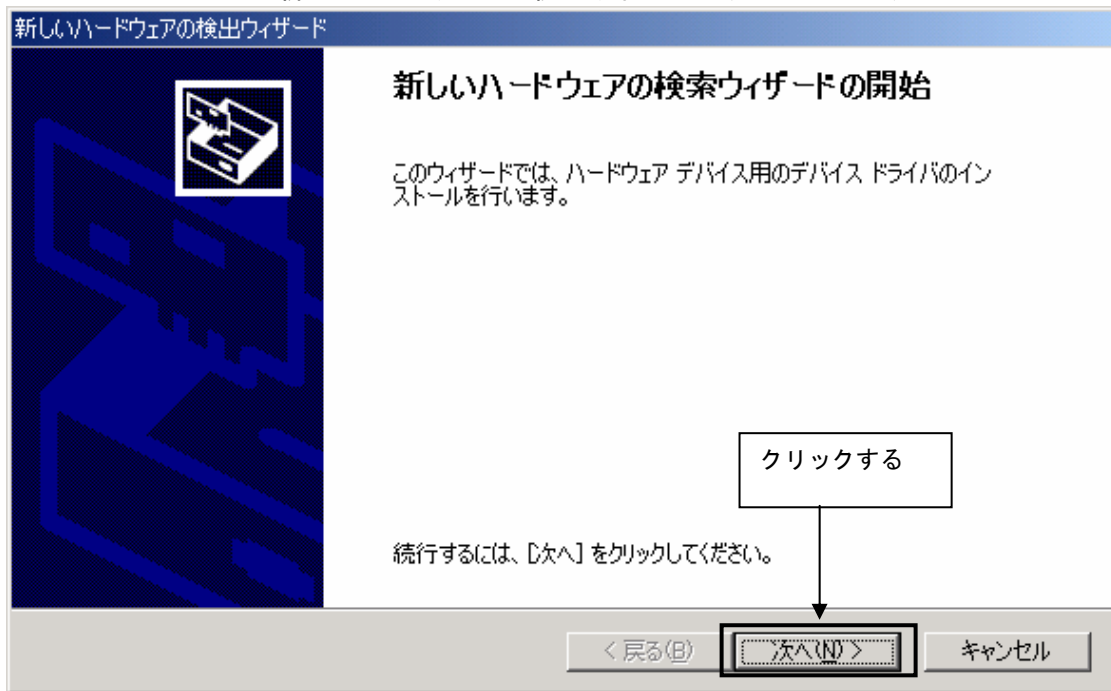 新しいハードウェアの検出ウィザード
新しいハードウェアの検索ウィザードの開始
このウィザードでは、ハードウェア デバイス用のデバイス ドライバのイン
ストールを行います。
クリックする
続行するには、[次へ] をクリックしてください。
< 戻る(B)
次へ(N) >
キャンセル